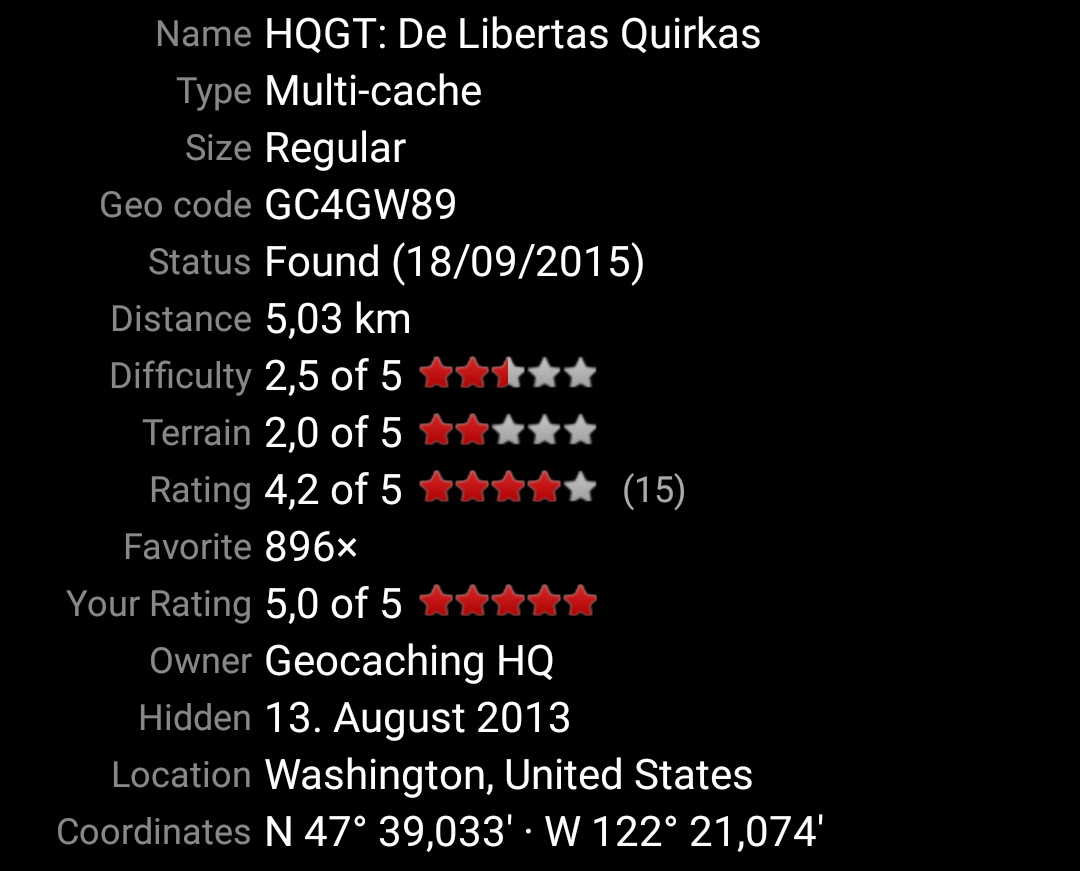 Name HQGT: De Libertas Quirkas
Type Multi-cache
Size Regular
Geo code GC4GW89
Status Found (18/09/2015)
Distance 5,03 km
Difficulty 2,5 of 5
Terrain 2,0 of 5
Rating 4,2 of 5 (15)
Favorite 896×
Your Rating 5,0 of 5
Owner Geocaching HQ
Hidden 13. August 2013
Location Washington, United States
Coordinates N 47° 39,033' · W 122° 21,074'